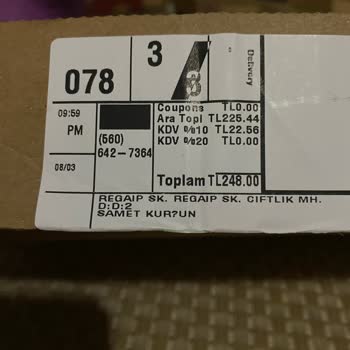 078
3
8
Delivery
09:59
PM
08/03
(560)
642-7364
Coupons TL0.00
Ara Topl TL225.44
KDV %10 TL22.56
KDV %20 TL0.00
Toplam TL248.00
REGAIP SK. REGAIP SK. CIFTLIK MH.
D:D:2
SAMET KUR?UN